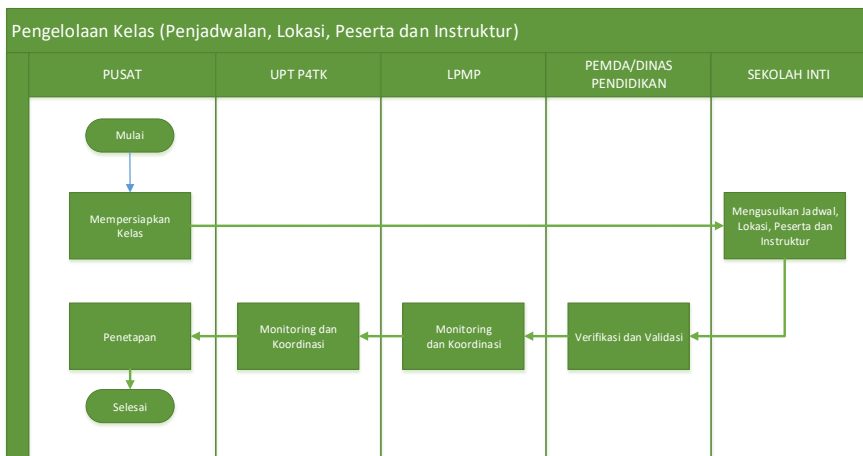 Pengelolaan Kelas (Penjadwalan, Lokasi, Peserta dan Instruktur)
PUSAT
UPT P4TK
LPMP
PEMDA/DINAS
PENDIDIKAN
SEKOLAH INTI
Mulai
Mempersiapkan
Kelas
Mengusulkan Jadwal,
Lokasi, Peserta dan
Instruktur
Penetapan
Monitoring dan
Koordinasi
Monitoring
dan Koordinasi
Verifikasi dan Validasi
Selesai